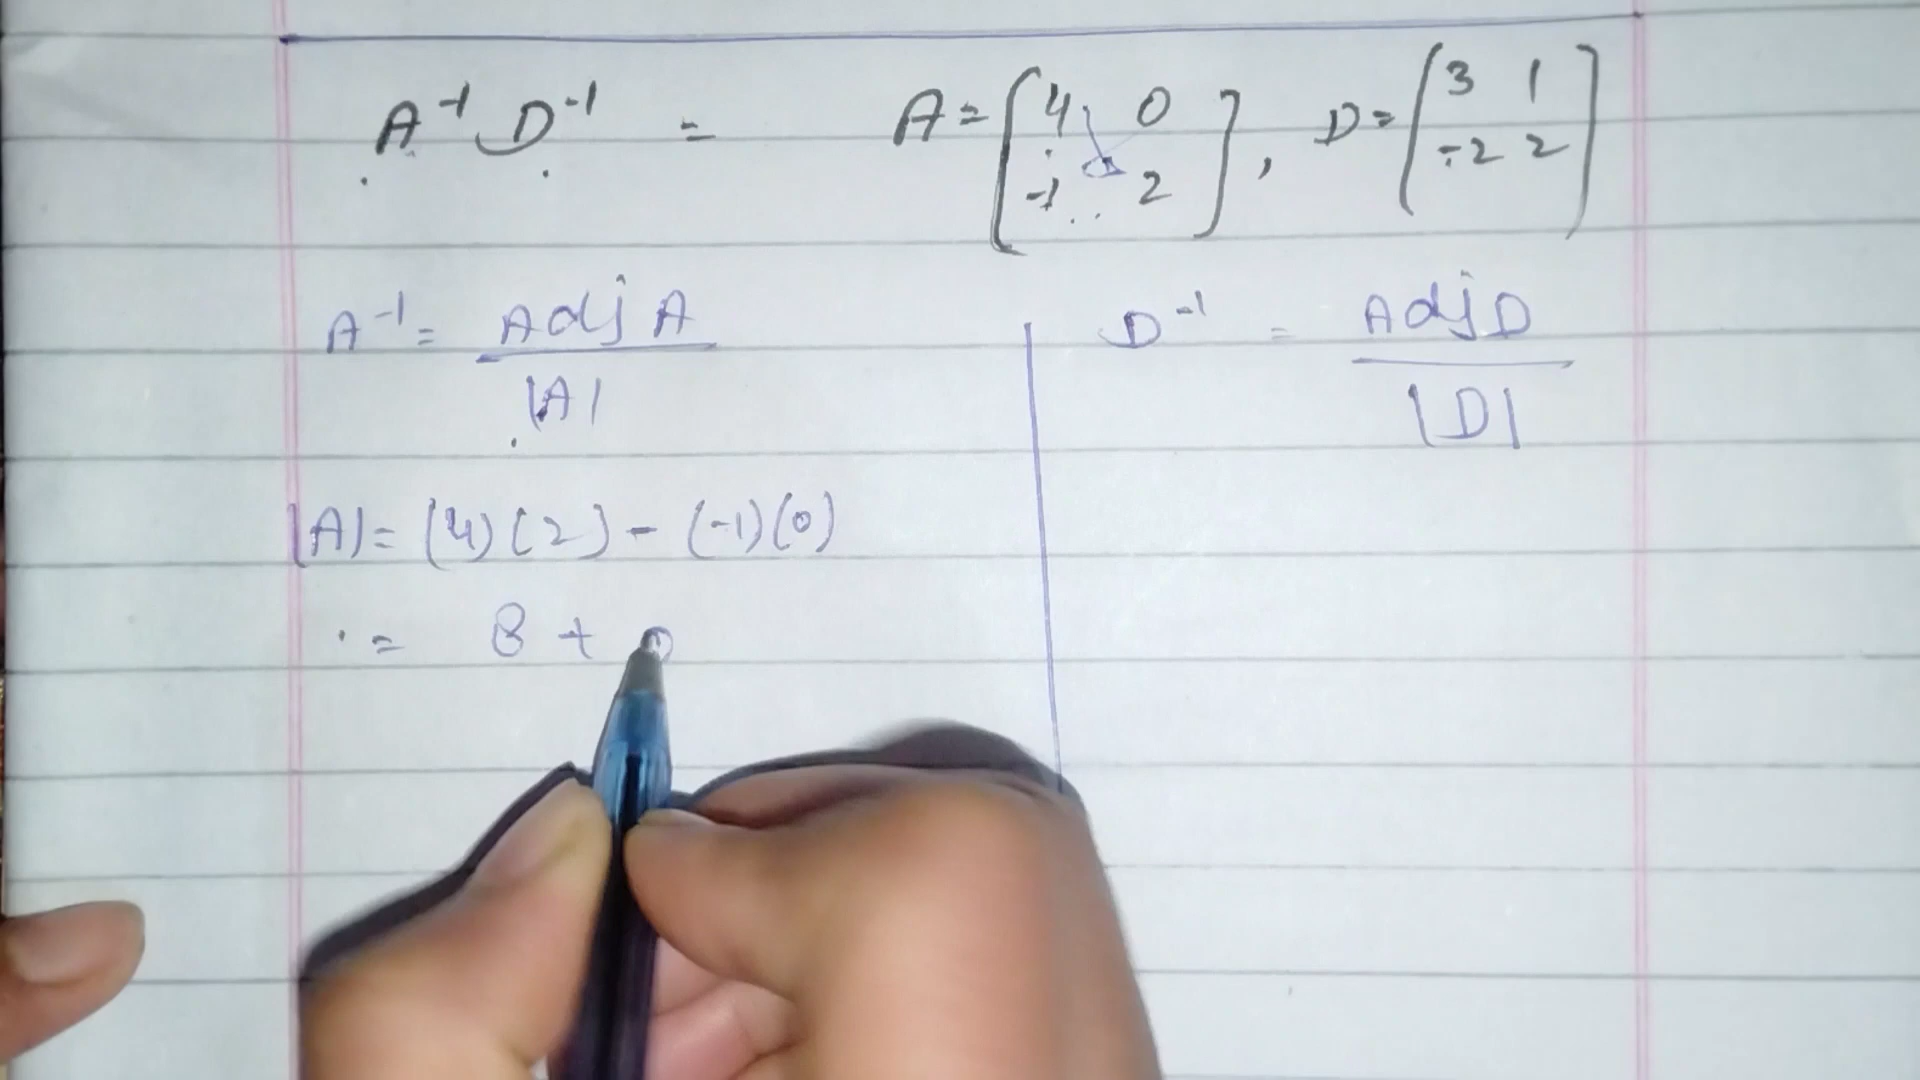 A⁻¹ D⁻¹ = A = [4 0 -1 2], D = [3 1 -2 2]
A⁻¹ = Adj A / |A|
D⁻¹ = Adj D / |D|
|A| = (4)(2) - (-1)(0)
= 8 + 0